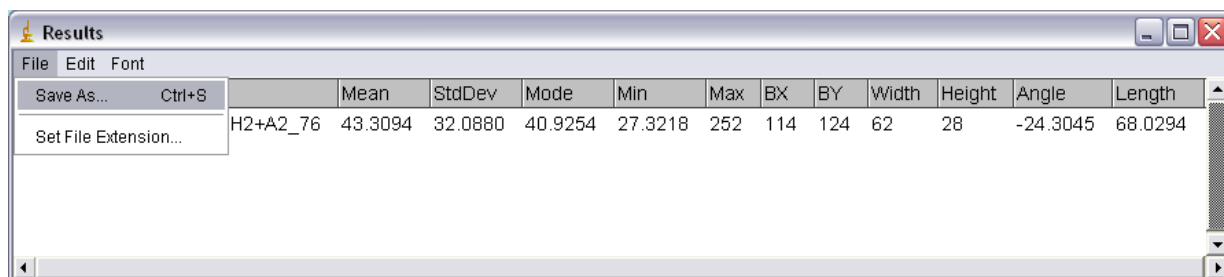 Results
File Edit Font
Save As... Ctrl+S
Mean StdDev Mode Min Max BX BY Width Height Angle Length
H2+A2_76 43.3094 32.0880 40.9254 27.3218 252 114 124 62 28 -24.3045 68.0294
Set File Extension...